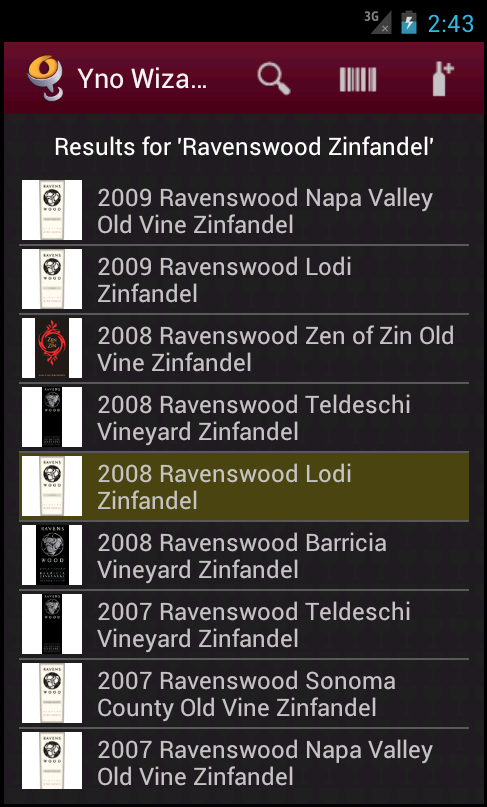 3G
2:43
Yno Wiza...
Results for 'Ravenswood Zinfandel'
RAVENS
WOOD
2009 Ravenswood Napa Valley
Old Vine Zinfandel
RAVENS
WOOD
2009 Ravenswood Lodi
Zinfandel
Zen
Zin
2008 Ravenswood Zen of Zin Old
Vine Zinfandel
RAVENS
WOOD
2008 Ravenswood Teldeschi
Vineyard Zinfandel
RAVENS
WOOD
2008 Ravenswood Lodi
Zinfandel
RAVENS
WOOD
2008 Ravenswood Barricia
Vineyard Zinfandel
RAVENS
WOOD
2007 Ravenswood Teldeschi
Vineyard Zinfandel
RAVENS
WOOD
2007 Ravenswood Sonoma
County Old Vine Zinfandel
RAVENS
WOOD
2007 Ravenswood Napa Valley
Old Vine Zinfandel